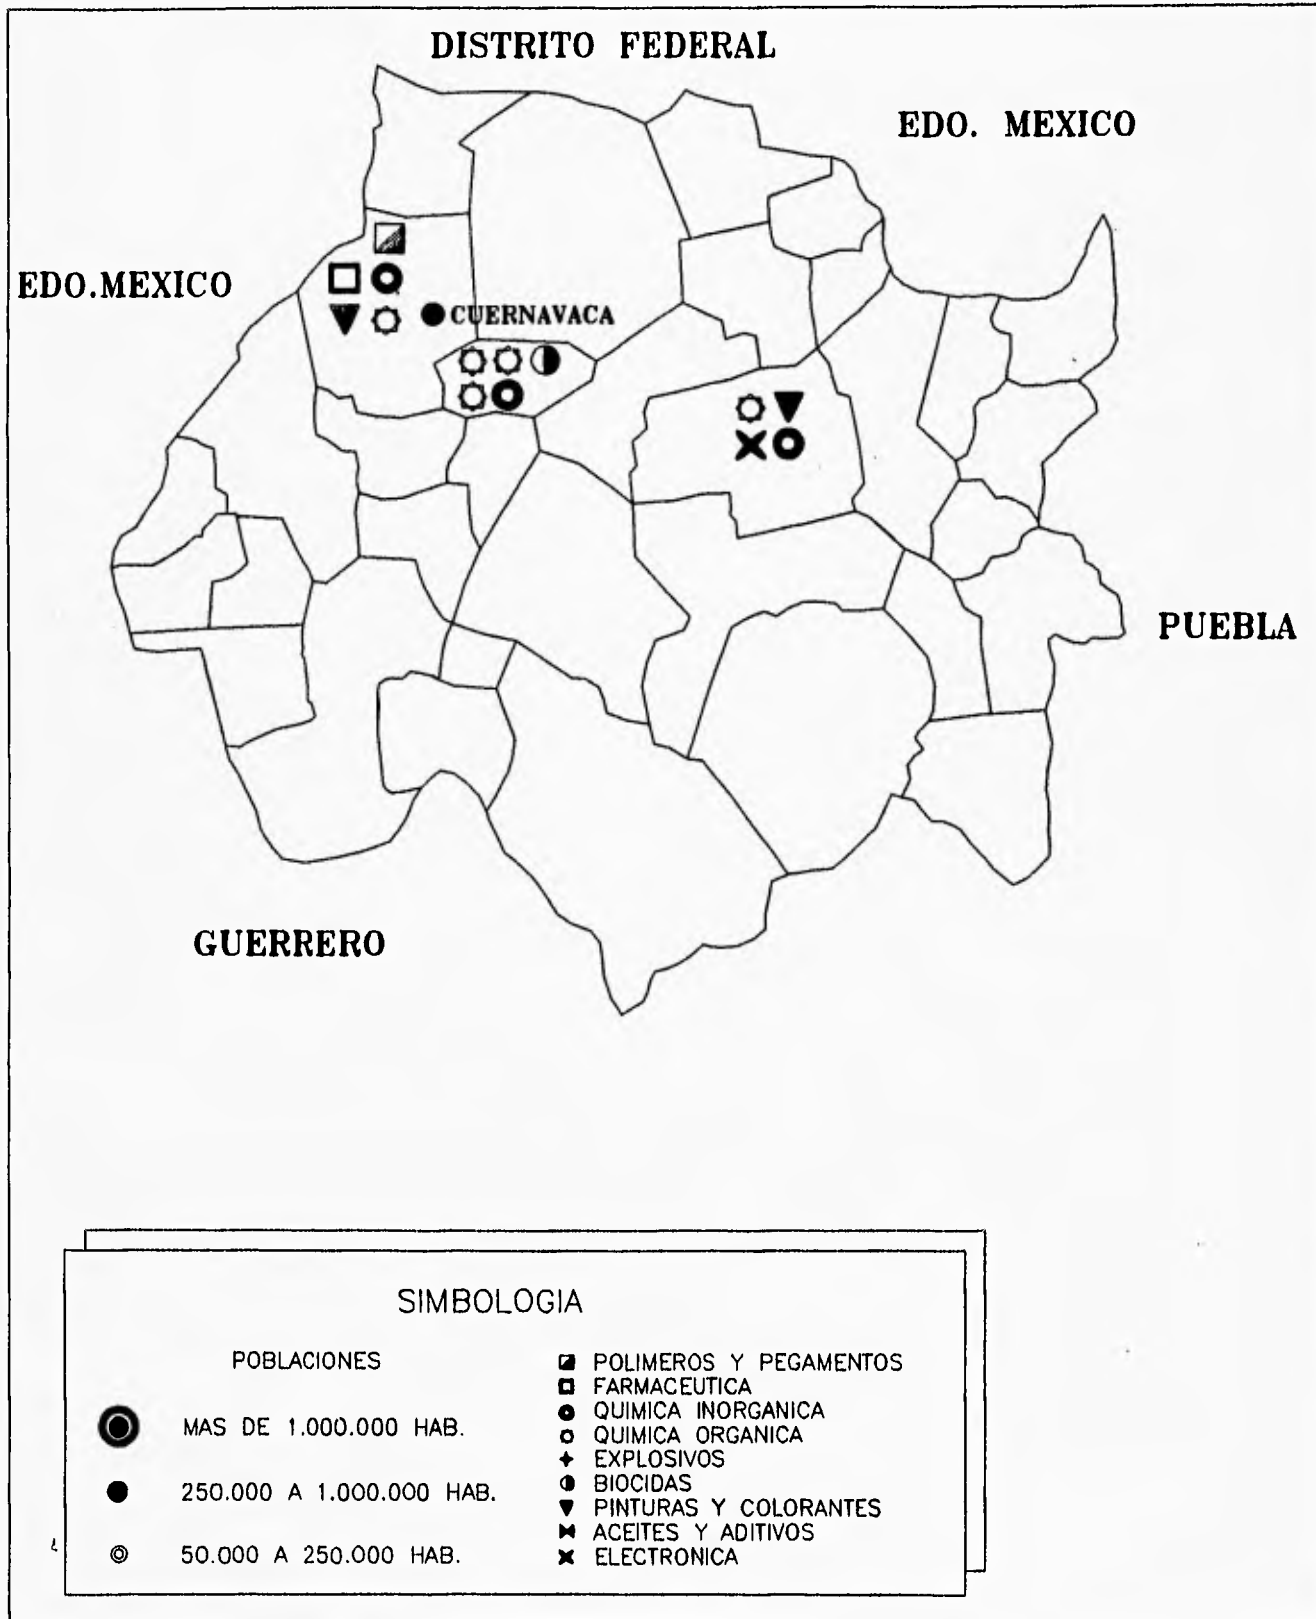 DISTRITO FEDERAL
EDO. MEXICO
EDO.MEXICO
CUERNAVACA
PUEBLA
GUERRERO
SIMBOLOGIA
POBLACIONES
MAS DE 1.000.000 HAB.
250.000 A 1.000.000 HAB.
50.000 A 250.000 HAB.
POLIMEROS Y PEGAMENTOS
FARMACEUTICA
QUIMICA INORGANICA
QUIMICA ORGANICA
EXPLOSIVOS
BIOCIDAS
PINTURAS Y COLORANTES
ACEITES Y ADITIVOS
ELECTRONICA